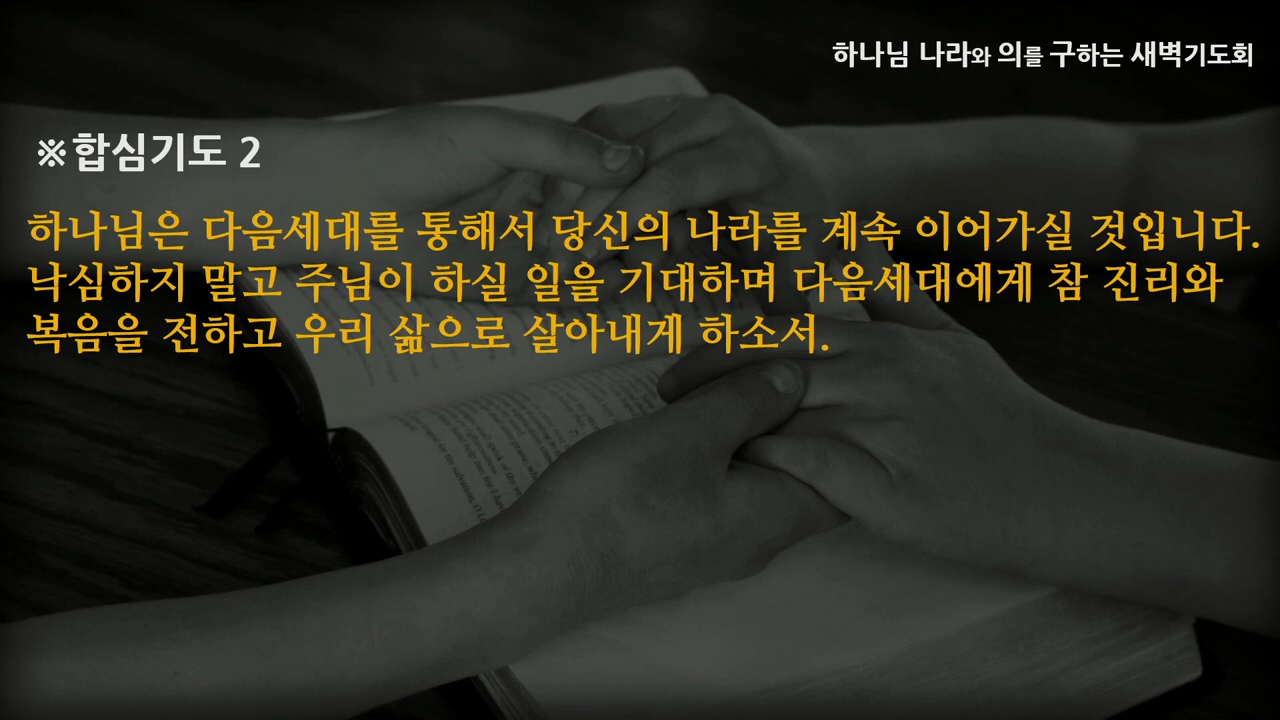 하나님 나라와 의를 구하는 새벽기도회
※합심기도 2
하나님은 다음세대를 통해서 당신의 나라를 계속 이어가실 것입니다.
낙심하지 말고 주님이 하실 일을 기대하며 다음세대에게 참 진리와
복음을 전하고 우리 삶으로 살아내게 하소서.